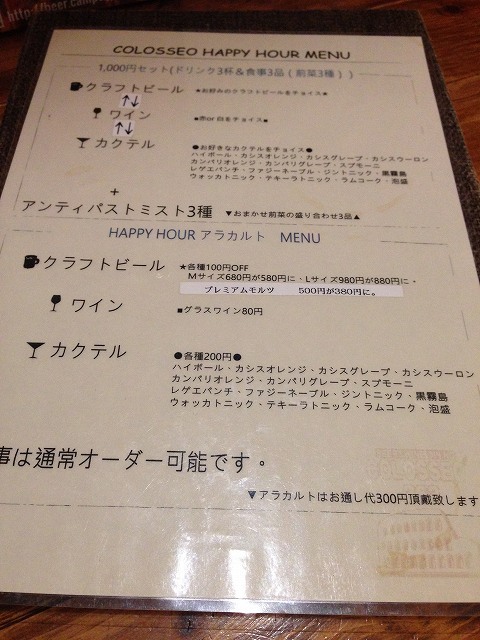 http://beer.camp
COLOSSEO HAPPY HOUR MENU
1,000円セット(ドリンク3杯&食事3品(前菜3種))
クラフトビール ★お好みのクラフトビールをチョイス★
↑↓
ワイン ■赤or白をチョイス■
↑↓
カクテル ●お好きなカクテルをチョイス●
ハイボール・カシスオレンジ・カシスグレープ・カシスウーロン
カンパリオレンジ・カンパリグレープ・スプモーニ
レゲエパンチ・ファジーネーブル・ジントニック・黒霧島
ウォッカトニック・テキーラトニック・ラムコーク・泡盛
+
アンティパストミスト3種 ▼おまかせ前菜の盛り合わせ3品▲
HAPPY HOUR アラカルト MENU
クラフトビール ★各種100円OFF
Mサイズ680円が580円に、Lサイズ980円が880円に・
プレミアムモルツ 500円が380円に。
ワイン ■グラスワイン80円
カクテル ●各種200円●
ハイボール・カシスオレンジ・カシスグレープ・カシスウーロン
カンパリオレンジ・カンパリグレープ・スプモーニ
レゲエパンチ・ファジーネーブル・ジントニック・黒霧島
ウォッカトニック・テキーラトニック・ラムコーク・泡盛
事は通常オーダー可能です。
▼アラカルトはお通し代300円頂戴致します